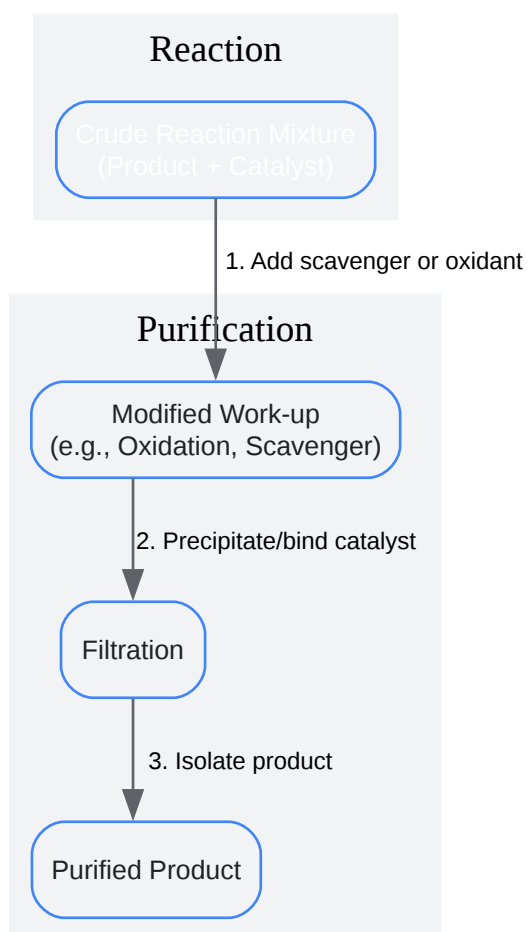 Reaction
Crude Reaction Mixture
(Product + Catalyst)
1. Add scavenger or oxidant
Purification
Modified Work-up
(e.g., Oxidation, Scavenger)
2. Precipitate/bind catalyst
Filtration
3. Isolate product
Purified Product